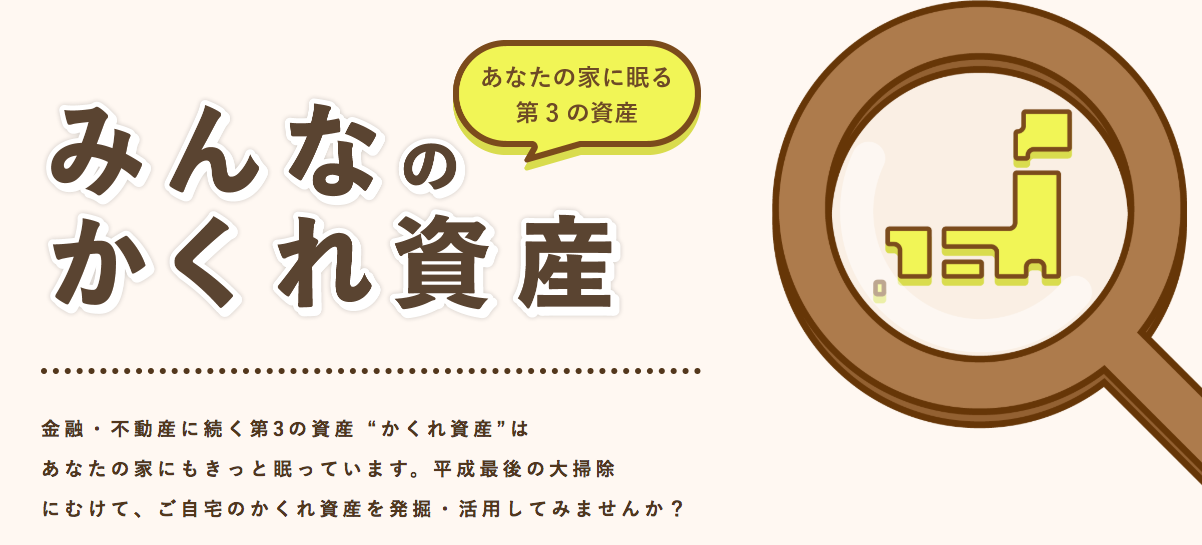 あなたの家に眠る
第3の資産
みんなの
かくれ資産
金融・不動産に続く第3の資産 “かくれ資産”は
あなたの家にもきっと眠っています。平成最後の大掃除
にむけて、ご自宅のかくれ資産を発掘・活用してみませんか？